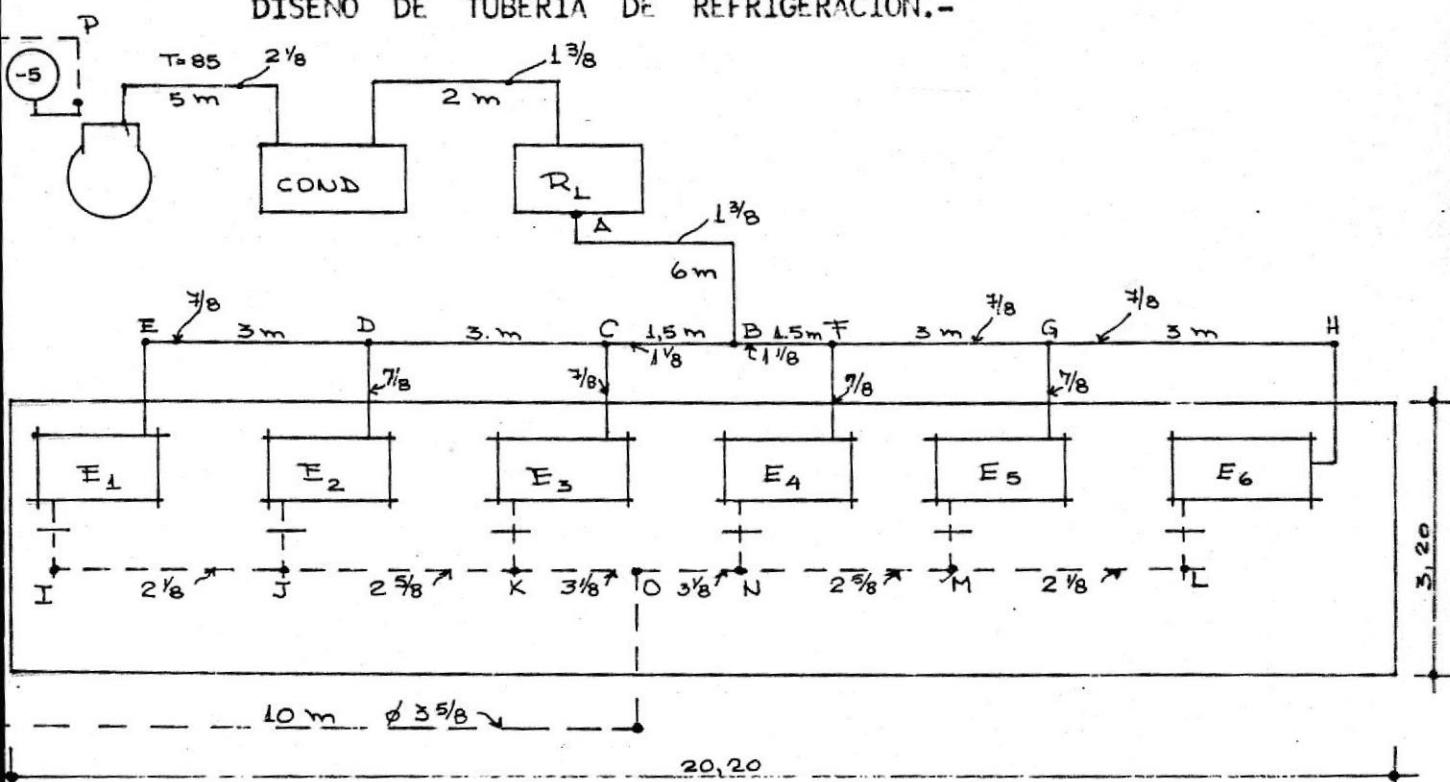 DISEÑO DE TUBERIA DE REFRIGERACION.-
P
-5
T=85 2 1/8
5 m
1 3/8
2 m
COND
RL
A
1 3/8
6 m
7/8
E 3 m D 3. m C 1,5 m B 1.5m F 3 m 7/8 G 7/8 3 m H
1 1/8 1 1/8
7/8 7/8 7/8 7/8
E1 E2 E3 E4 E5 E6
I 2 1/8 J 2 5/8 K 3 1/8 O 3 1/8 N 2 5/8 M 2 1/8 L
3,20
10 m ϕ 3 5/8
20,20